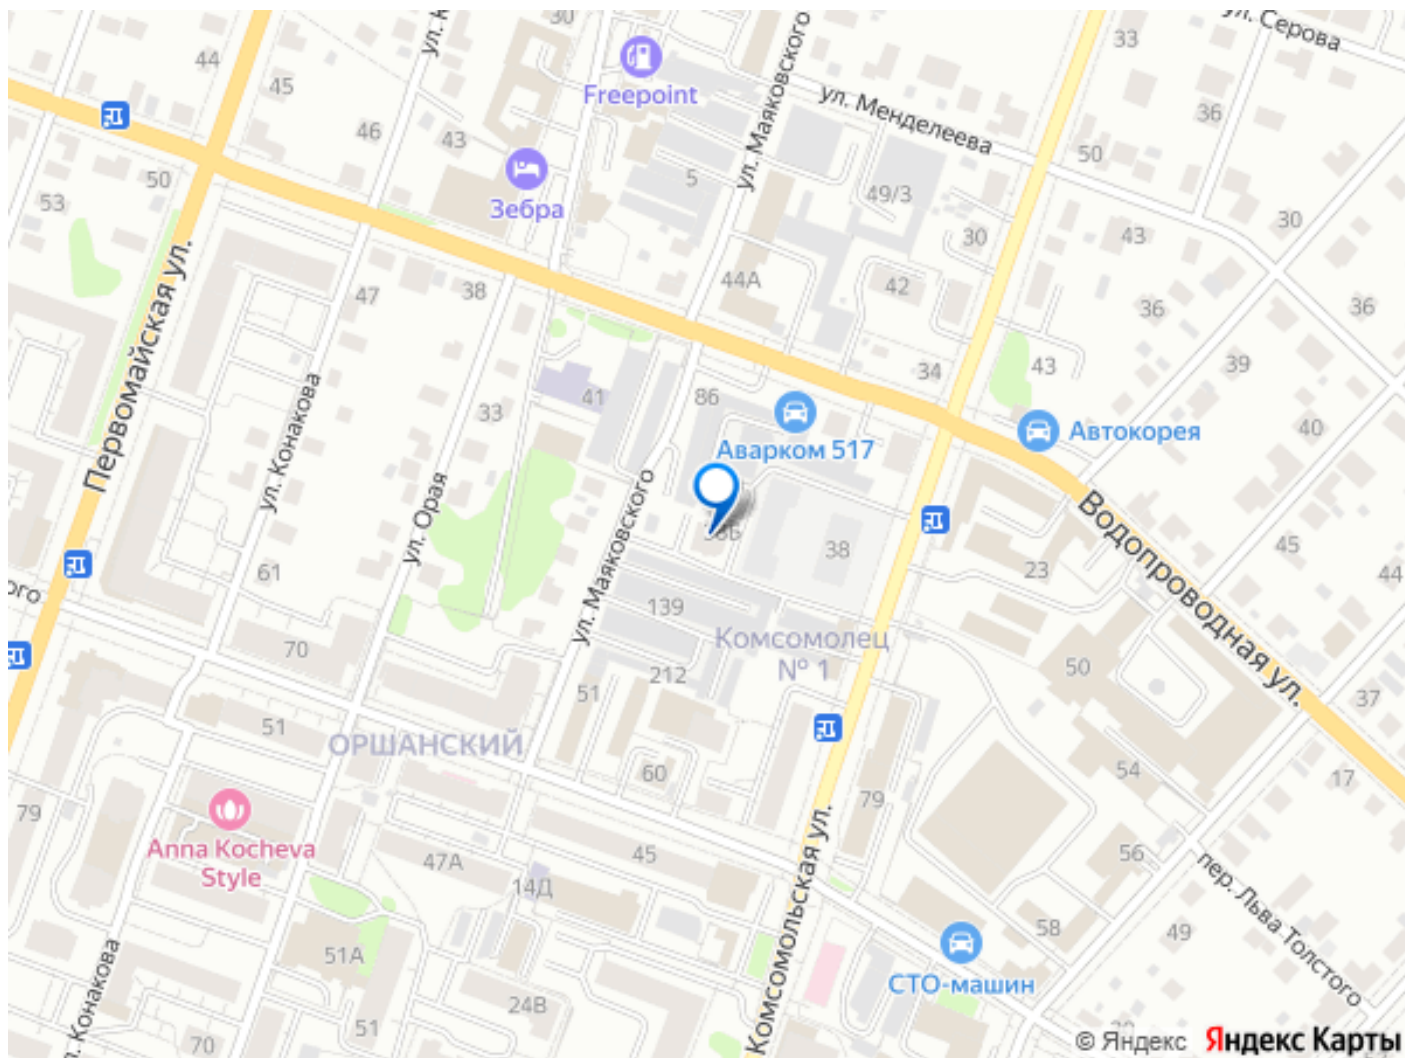 ул. Серова
30
33
44
45
Freepoint
ул. Маяковского
ул. Менделеева
36
46
43
50
50
5
49/3
53
Зебра
30
30
43
Первомайская ул.
47
38
44А
42
36
36
34
43
39
ул. Конакова
33
41
86
40
Автокорея
Аварком 517
ул. Орая
ул. Маяковского
Водопроводная ул.
38
45
23
44
61
139
Комсомолец
№ 1
70
212
50
51
37
51
ОРШАНСКИЙ
60
54
17
79
79
Anna Kocheva
Style
47А
45
56
14Д
Комсомольская ул.
пер. Льва Толстого
58
49
51А
СТО-машин
24В
ул. Конакова
51
70
© Яндекс Яндекс Карты